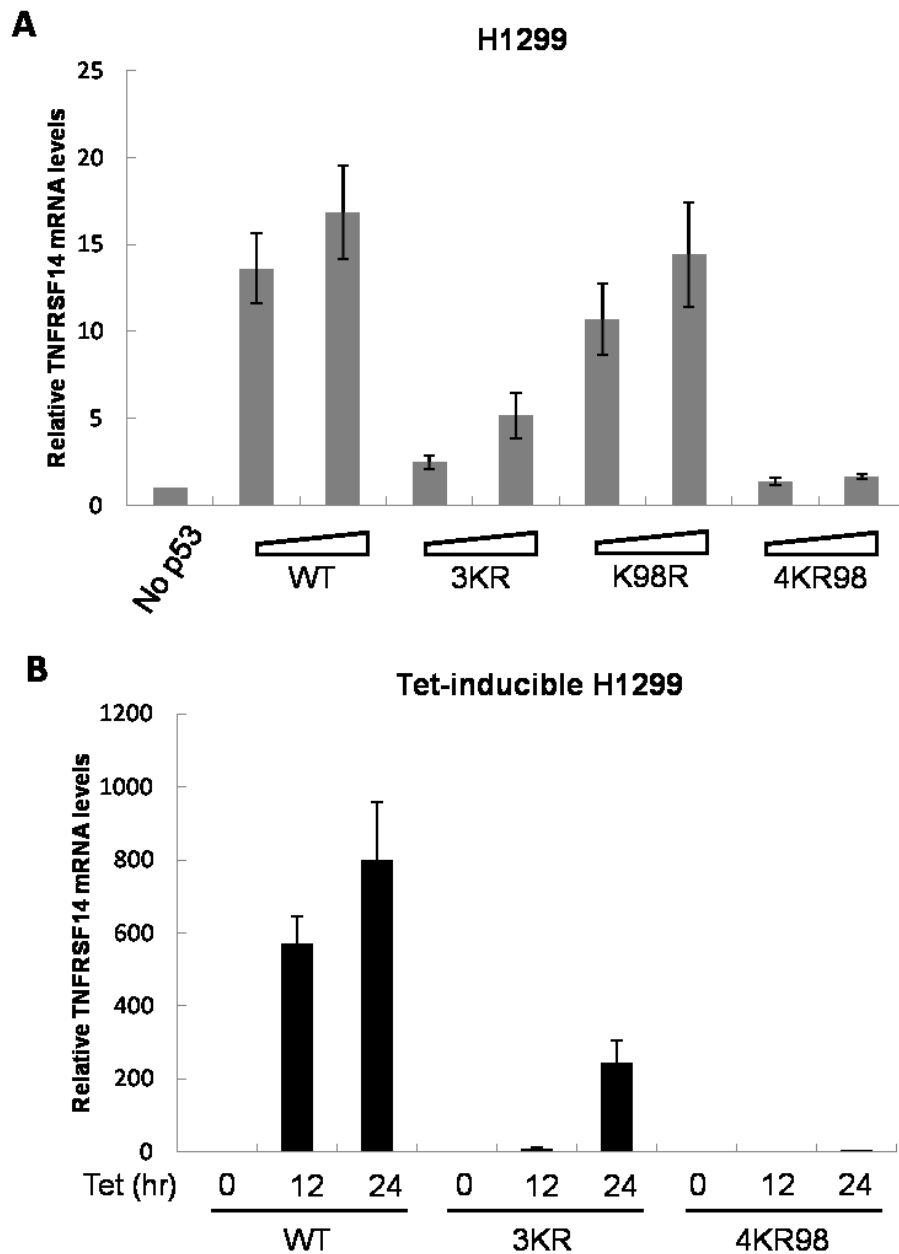 A
H1299
Relative TNFRSF14 mRNA levels
25
20
15
10
5
0
No p53
WT 3KR K98R 4KR98
B
Tet-inducible H1299
Relative TNFRSF14 mRNA levels
1200
1000
800
600
400
200
0
Tet (hr) 0 12 24 0 12 24 0 12 24
WT 3KR 4KR98